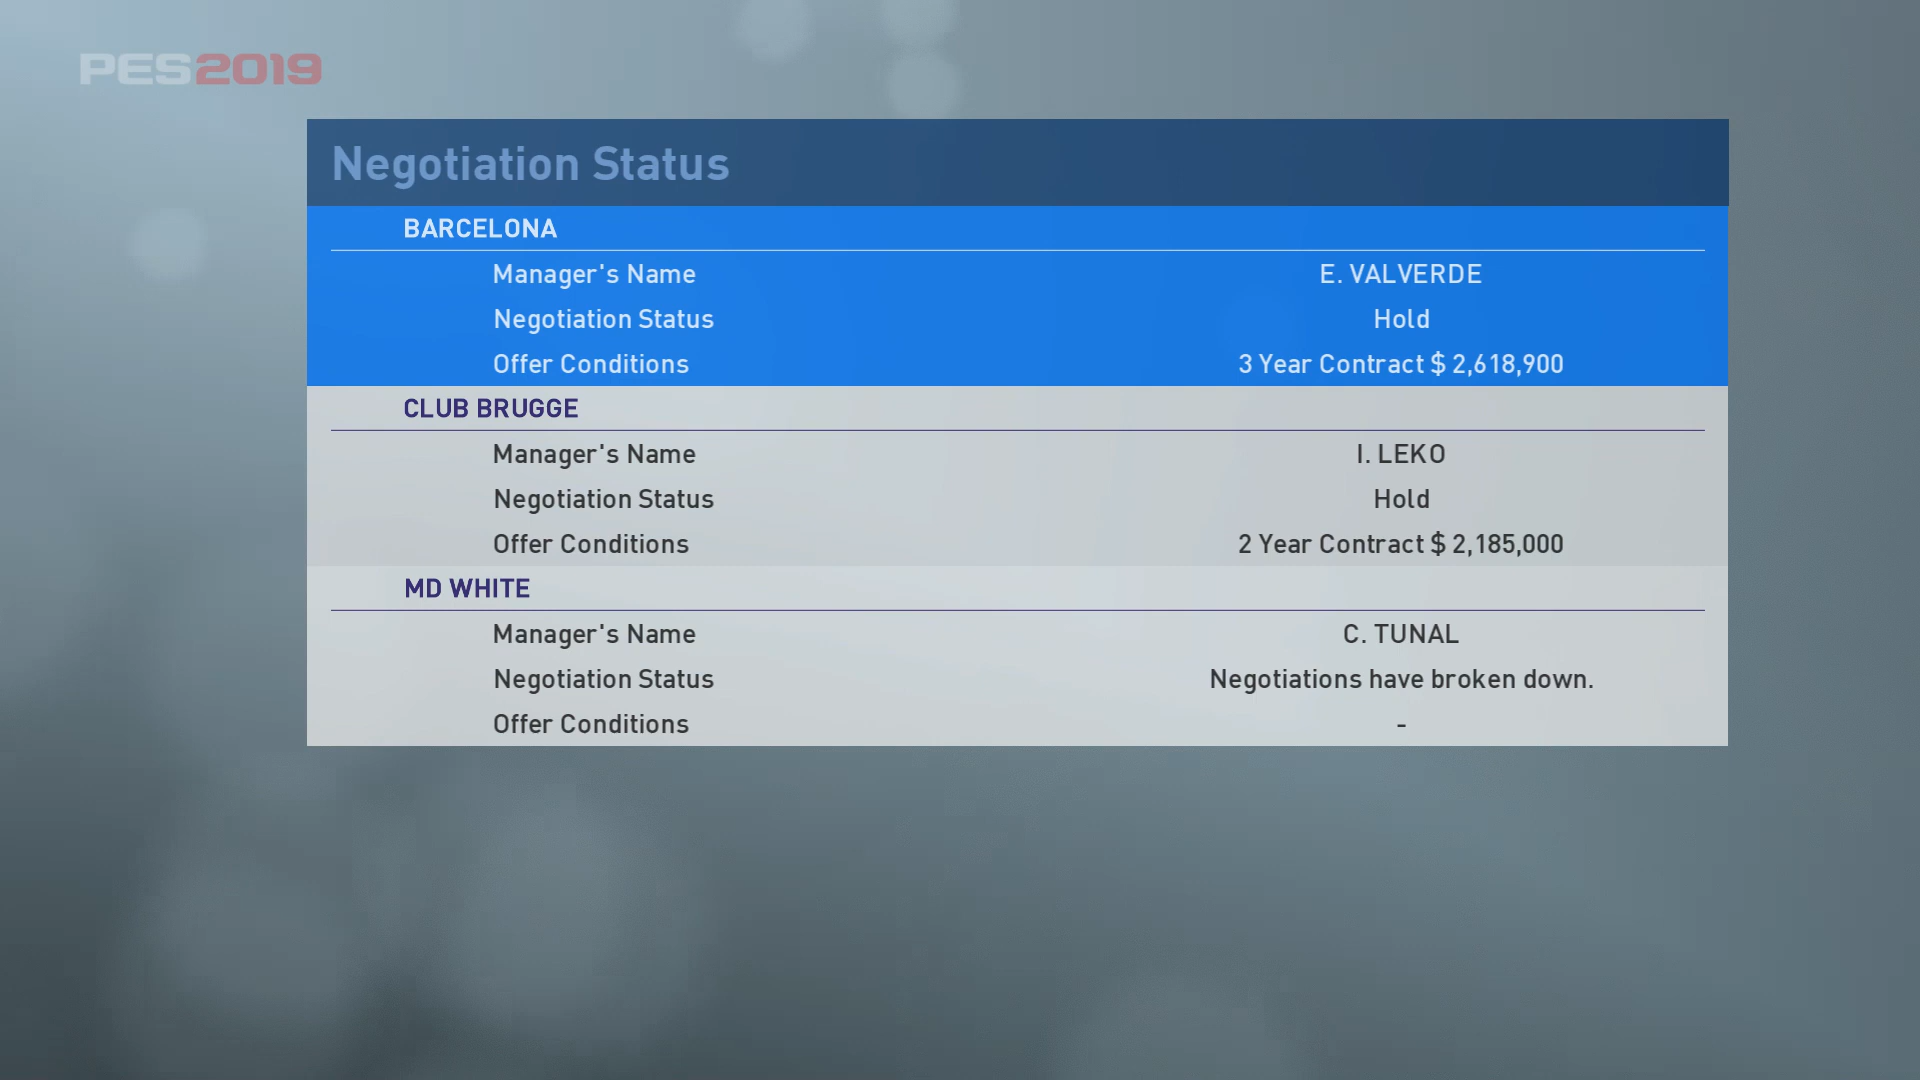 PES2019
Negotiation Status
BARCELONA
Manager's Name E. VALVERDE
Negotiation Status Hold
Offer Conditions 3 Year Contract $ 2,618,900
CLUB BRUGGE
Manager's Name I. LEKO
Negotiation Status Hold
Offer Conditions 2 Year Contract $ 2,185,000
MD WHITE
Manager's Name C. TUNAL
Negotiation Status Negotiations have broken down.
Offer Conditions -